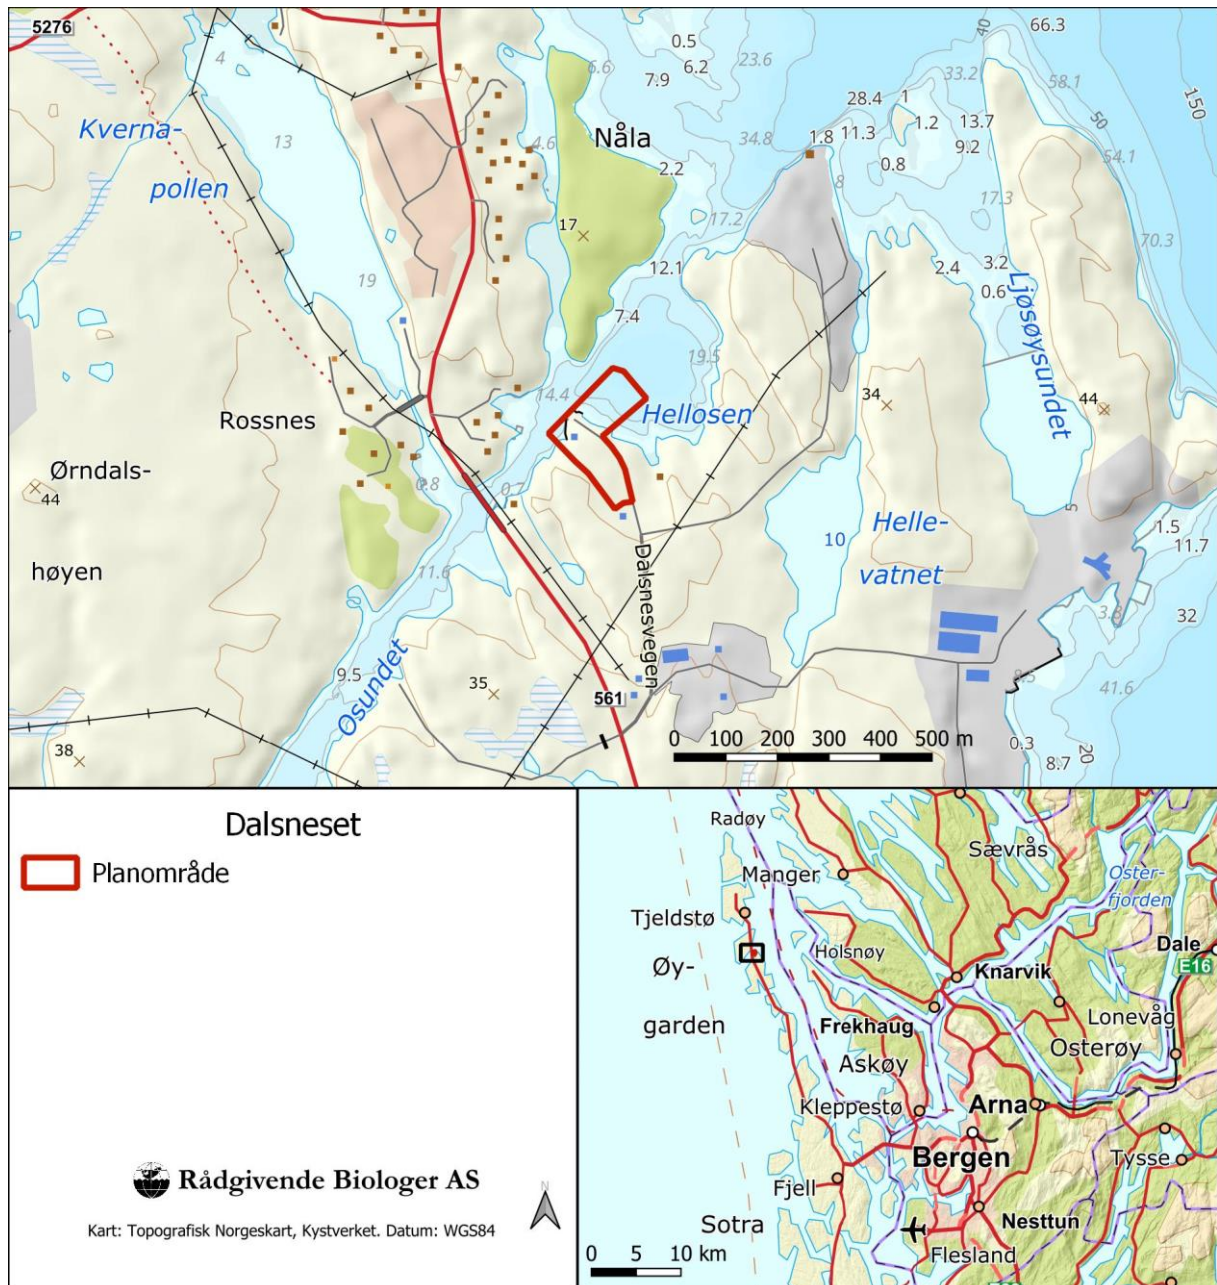 5276
4
Kverna-
pollen
13
19
Nåla
17
6.6
4.6
0.5
6.2
7.9
23.6
34.8
2.2
17.2
12.1
7.4
19.5
14.4
Hellosen
1.8
8
28.4
11.3
1
1.2
0.8
33.2
13.7
9.2
17.3
40
66.3
58.1
50
54.1
150
70.3
2.4
3.2
0.6
Ljøsøysundet
44
34
Rossnes
Ørndals-
44
høyen
0.8
0.7
11.6
9.5
Osundet
35
38
561
Dalsnesvegen
10
Helle-
vatnet
5
1.5
11.7
3.8
32
41.6
0.3
20
8.7
0 100 200 300 400 500 m
Dalsneset
Planområde
Rådgivende Biologer AS
N
Kart: Topografisk Norgeskart, Kystverket. Datum: WGS84
Radøy
Sævrås
Manger
Oster-
fjorden
Tjeldstø
Holsnøy
Dale
E16
Øy-
garden
Knarvik
Frekhaug
Lonevåg
Osterøy
Askøy
Kleppestø
Arna
Bergen
Tysse
Fjell
Sotra
Nesttun
Flesland
0 5 10 km